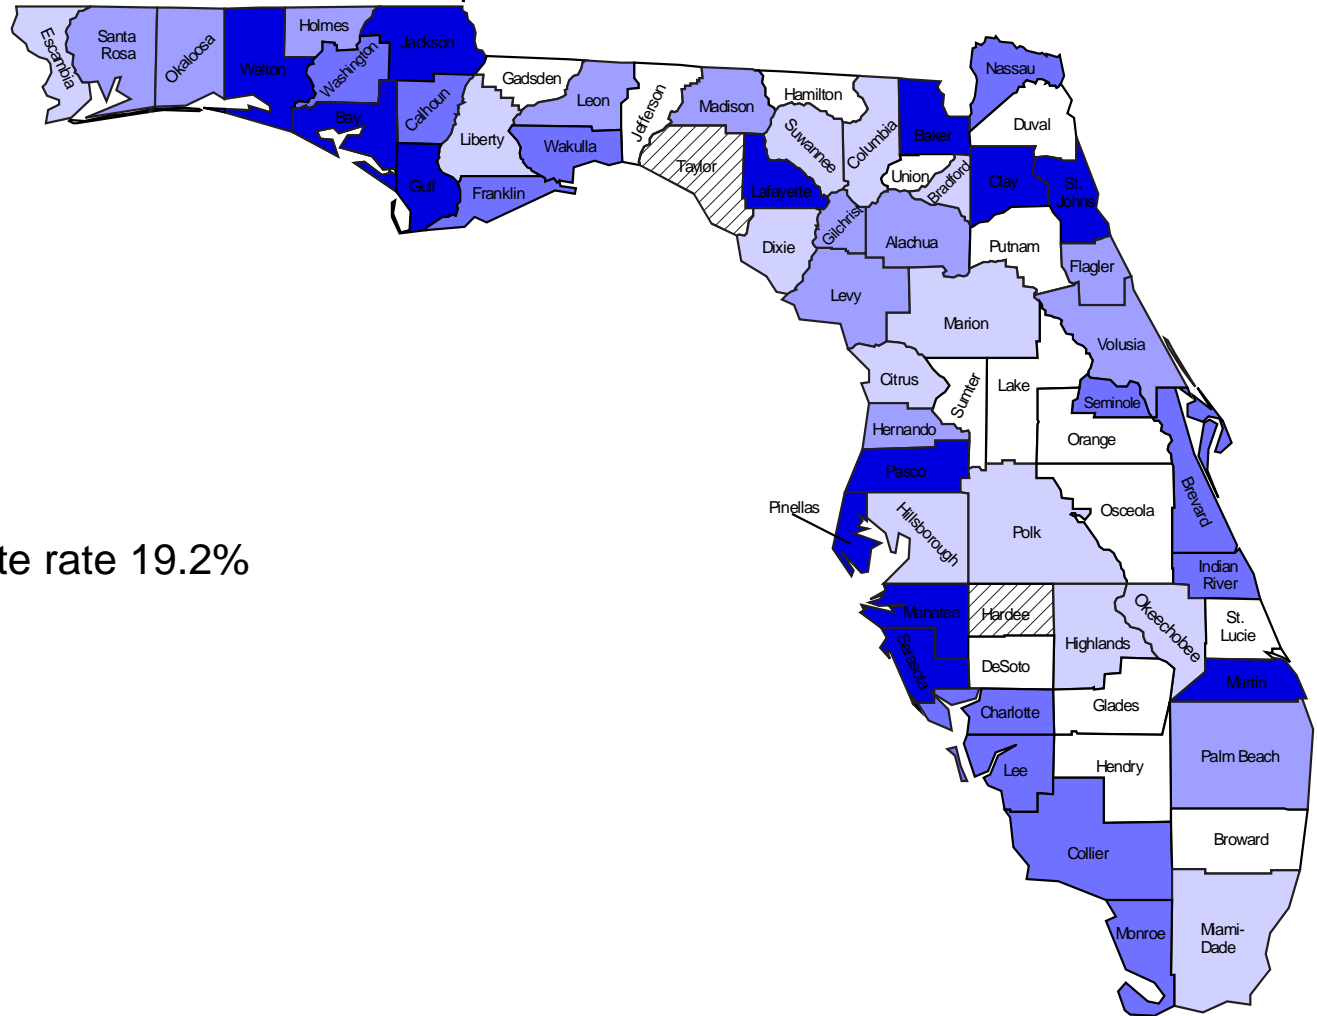 Escambia
Santa
Rosa
Okaloosa
Walton
Holmes
Washington
Jackson
Bay
Calhoun
Gulf
Gadsden
Liberty
Franklin
Leon
Wakulla
Jefferson
Madison
Taylor
Hamilton
Suwannee
Lafayette
Columbia
Dixie
Gilchrist
Baker
Union
Bradford
Nassau
Duval
Clay
St.
Johns
Alachua
Putnam
Flagler
Levy
Marion
Volusia
Citrus
Sumter
Lake
Seminole
Hernando
Orange
Pasco
Brevard
Pinellas
Hillsborough
Polk
Osceola
te rate 19.2%
Indian
River
Manatee
Hardee
Highlands
Okeechobee
St.
Lucie
Sarasota
DeSoto
Martin
Charlotte
Glades
Lee
Hendry
Palm Beach
Collier
Broward
Monroe
Miami-
Dade